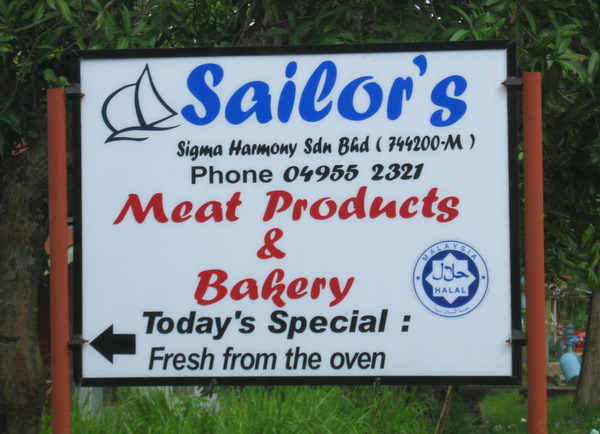 Sailor's
Sigma Harmony Sdn Bhd ( 744200-M )
Phone 04955 2321
Meat Products
&
Bakery
MALAYSIA
حلال
HALAL
Today's Special :
Fresh from the oven